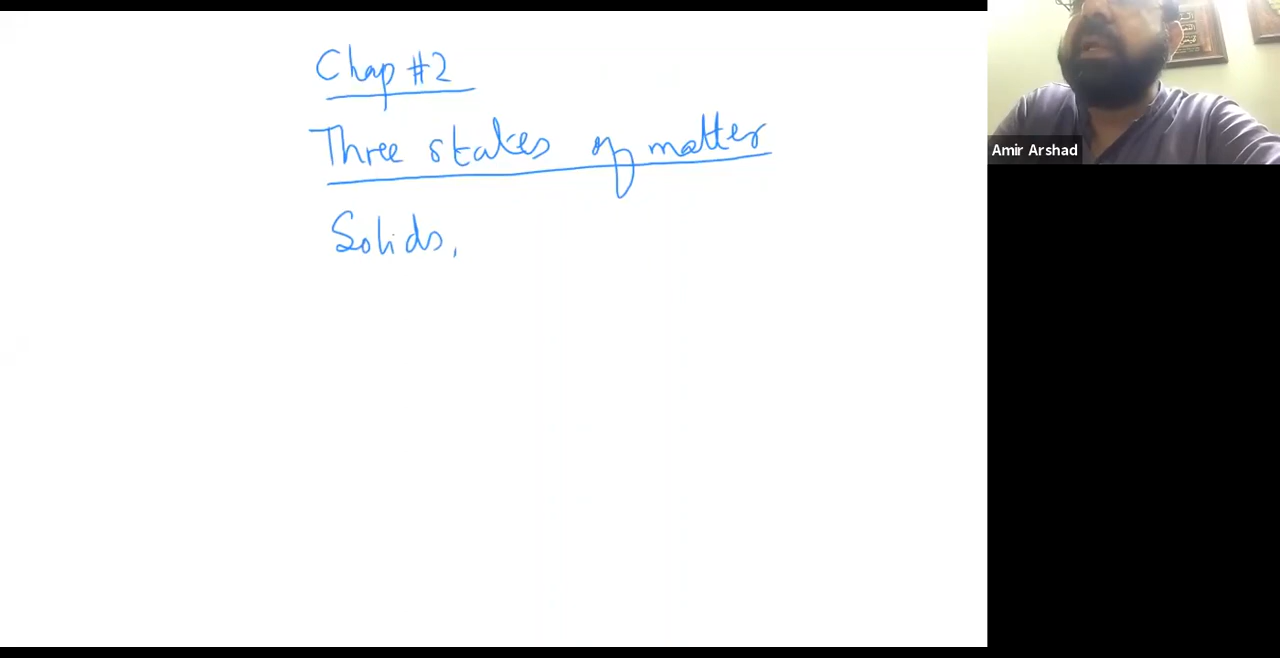 Chap #2
Three states of matter
Solids,
Amir Arshad